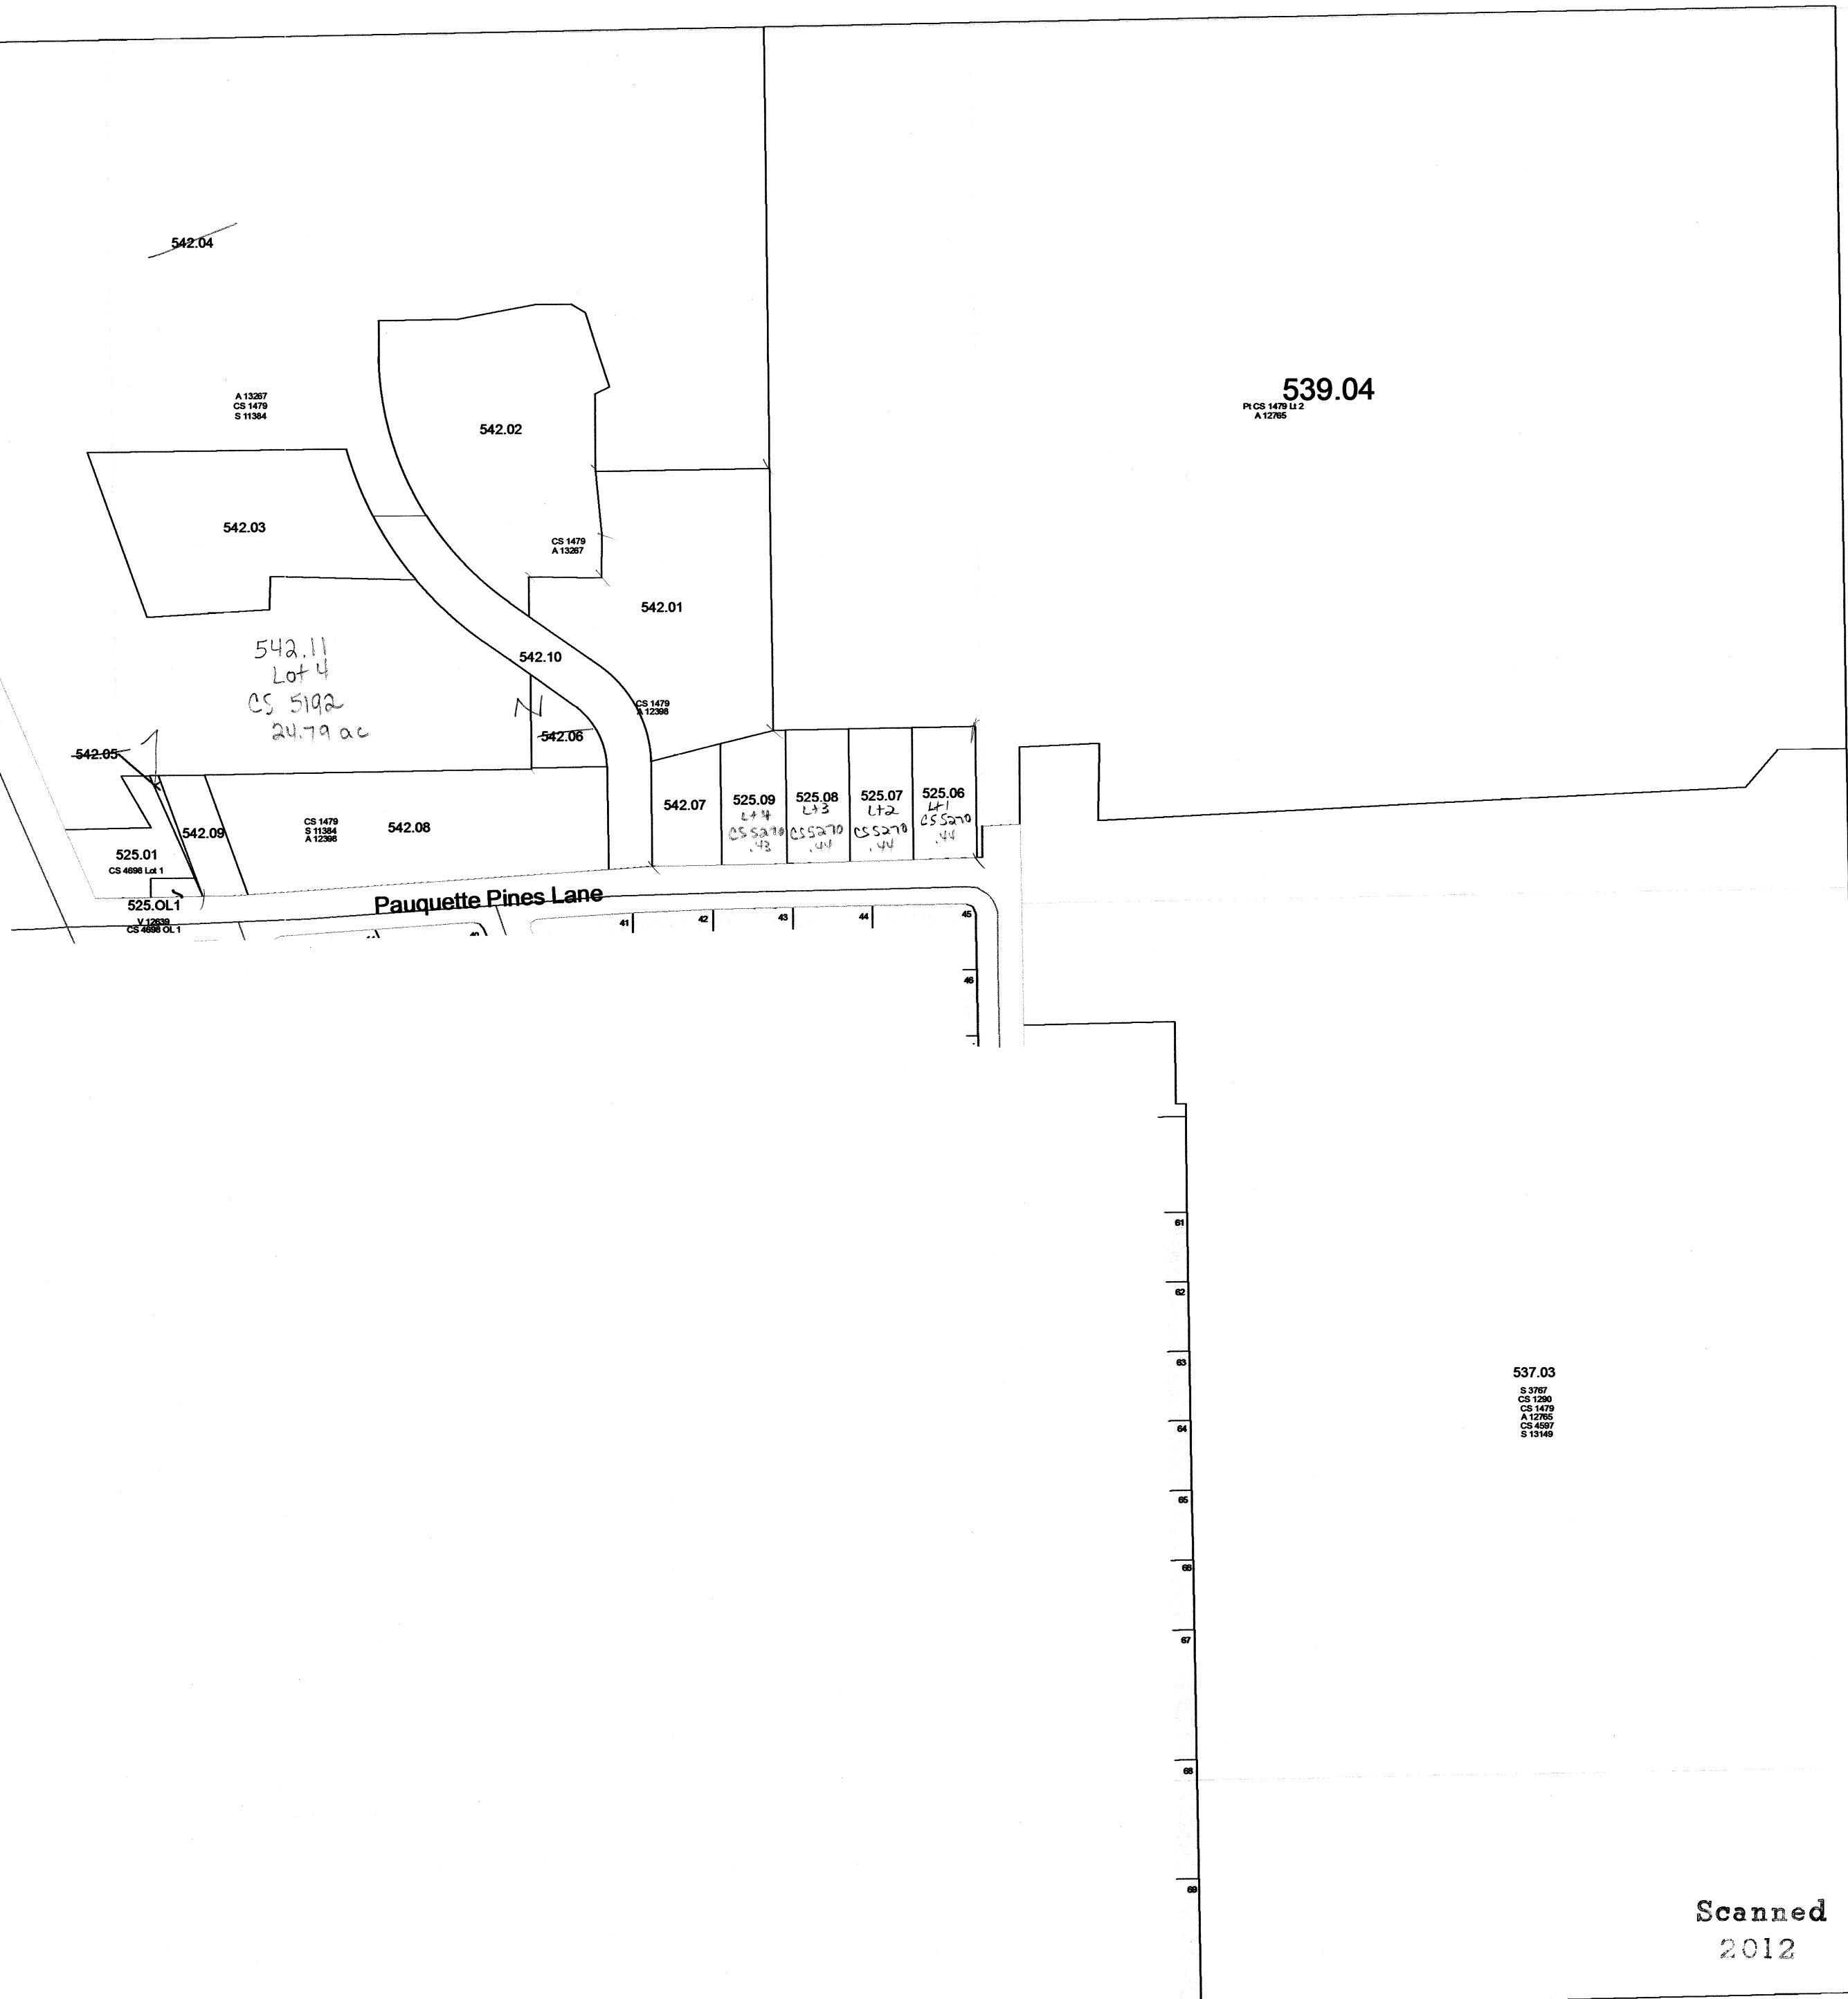 542.04
539.04
Pt CS 1479 Lt 2
A 12765
A 13267
CS 1479
S 11384
542.02
542.03
CS 1479
A 13267
542.01
542.11
Lot 4
CS 5192
24.79 ac
542.10
CS 1479
A 12398
542.06
542.05
542.07
525.09
Lt 4
CS 5270
.43
525.08
Lt 3
CS 5270
.44
525.07
Lt 2
CS 5270
.44
525.06
Lt 1
CS 5270
.44
542.09
CS 1479
S 11384
A 12398
542.08
525.01
CS 4698 Lot 1
525.OL1
V 12639
CS 4698 OL 1
Pauquette Pines Lane
41
42
43
44
45
46
61
62
63
64
65
66
67
68
69
537.03
S 3767
CS 1290
CS 1479
A 12765
CS 4597
S 13149
Scanned
2012